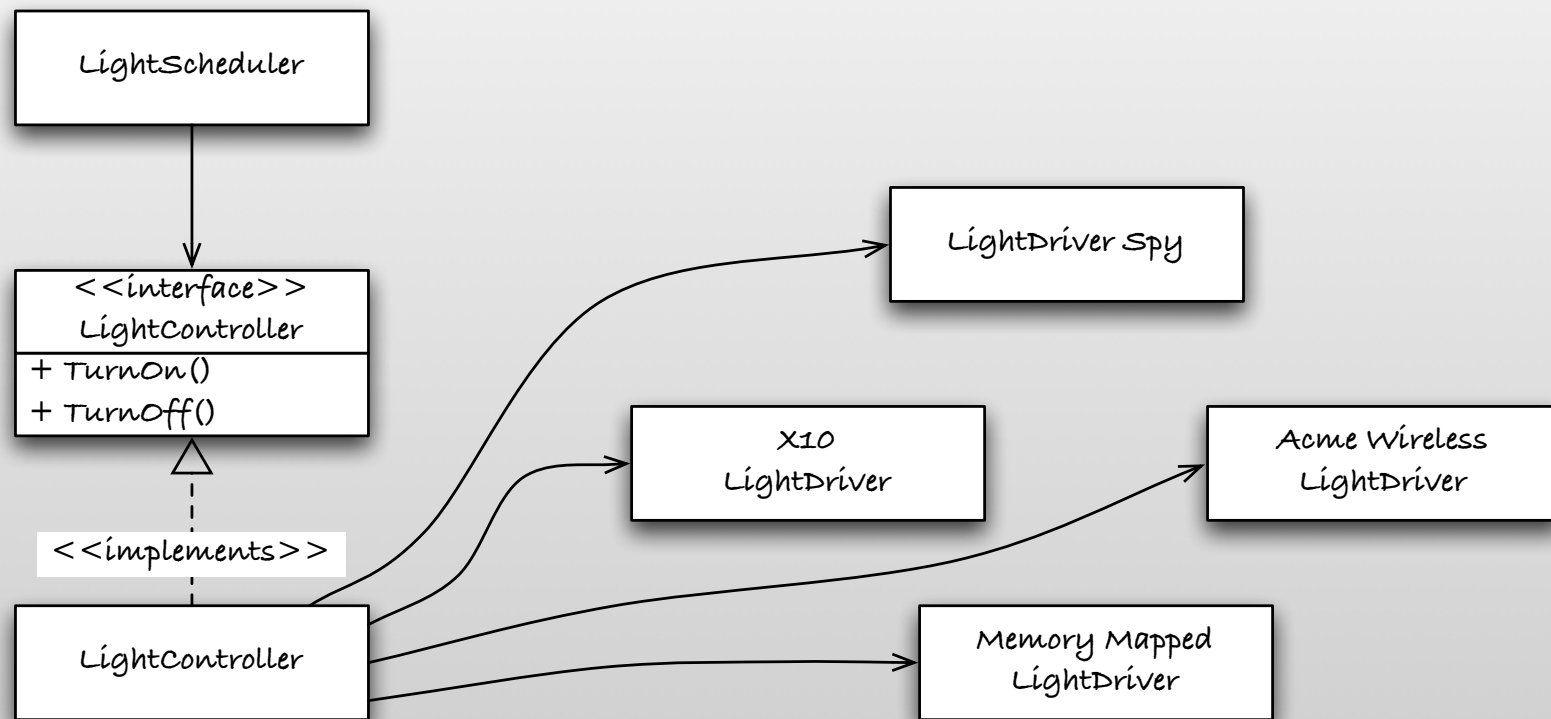 LightScheduler
<<interface>>
LightController
+ TurnOn()
+ TurnOff()
<<implements>>
LightController
LightDriver Spy
X10
LightDriver
Acme Wireless
LightDriver
Memory Mapped
LightDriver